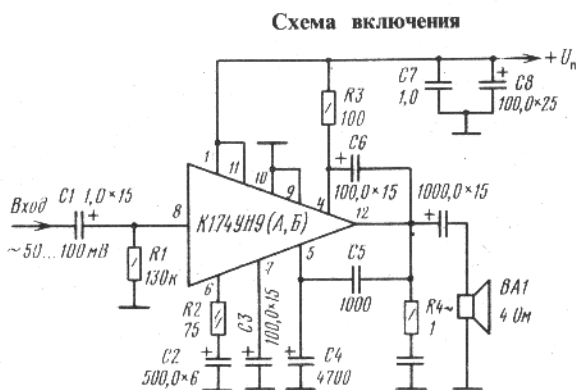 Схема включения
+ Uп
C7
1,0
C8
100,0×25
R3
100
C6
100,0×15
1
11
10
9
4
12
1000,0×15
C1 1,0×15
Вход
~50...100мВ
8
К174УН9(А,Б)
R1
130к
6
7
5
C5
1000
R2
75
C3
100,0×15
C2
500,0×6
C4
4700
R4~
1
BA1
4 Ом